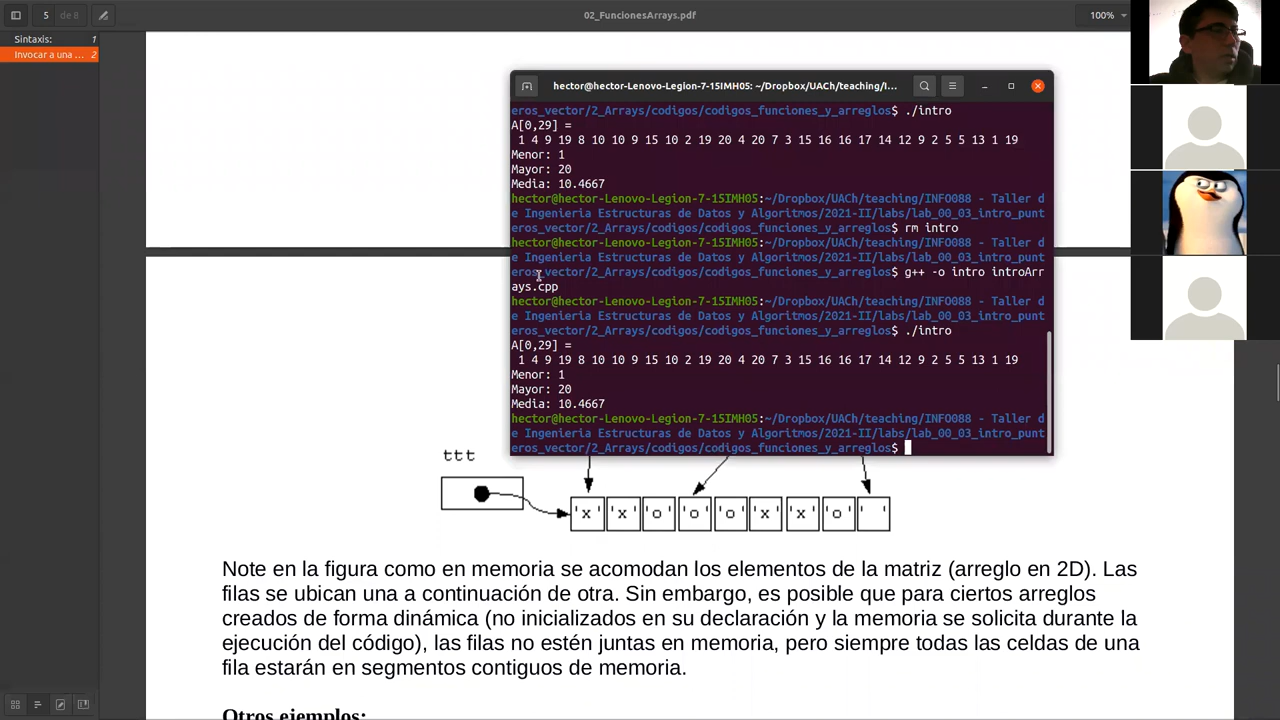 5 de 8
02_FuncionesArrays.pdf
100%
Sintaxis: 1
Invocar a una ... 2
hector@hector-Lenovo-Legion-7-15IMH05: ~/Dropbox/UACh/teaching/I...
eros_vector/2_Arrays/codigos/codigos_funciones_y_arreglos$ ./intro
A[0,29] =
1 4 9 19 8 10 10 9 15 10 2 19 20 4 20 7 3 15 16 16 17 14 12 9 2 5 5 13 1 19
Menor: 1
Mayor: 20
Media: 10.4667
hector@hector-Lenovo-Legion-7-15IMH05:~/Dropbox/UACh/teaching/INFO088 - Taller d
e Ingenieria Estructuras de Datos y Algoritmos/2021-II/labs/lab_00_03_intro_punt
eros_vector/2_Arrays/codigos/codigos_funciones_y_arreglos$ rm intro
hector@hector-Lenovo-Legion-7-15IMH05:~/Dropbox/UACh/teaching/INFO088 - Taller d
e Ingenieria Estructuras de Datos y Algoritmos/2021-II/labs/lab_00_03_intro_punt
eros_vector/2_Arrays/codigos/codigos_funciones_y_arreglos$ g++ -o intro introArr
ays.cpp
hector@hector-Lenovo-Legion-7-15IMH05:~/Dropbox/UACh/teaching/INFO088 - Taller d
e Ingenieria Estructuras de Datos y Algoritmos/2021-II/labs/lab_00_03_intro_punt
eros_vector/2_Arrays/codigos/codigos_funciones_y_arreglos$ ./intro
A[0,29] =
1 4 9 19 8 10 10 9 15 10 2 19 20 4 20 7 3 15 16 16 17 14 12 9 2 5 5 13 1 19
Menor: 1
Mayor: 20
Media: 10.4667
hector@hector-Lenovo-Legion-7-15IMH05:~/Dropbox/UACh/teaching/INFO088 - Taller d
e Ingenieria Estructuras de Datos y Algoritmos/2021-II/labs/lab_00_03_intro_punt
eros_vector/2_Arrays/codigos/codigos_funciones_y_arreglos$
ttt
'x' 'x' 'o' 'o' 'o' 'x' 'x' 'o' ' '
Note en la figura como en memoria se acomodan los elementos de la matriz (arreglo en 2D). Las
filas se ubican una a continuación de otra. Sin embargo, es posible que para ciertos arreglos
creados de forma dinámica (no inicializados en su declaración y la memoria se solicita durante la
ejecución del código), las filas no estén juntas en memoria, pero siempre todas las celdas de una
fila estarán en segmentos contiguos de memoria.
Otros ejemplos: